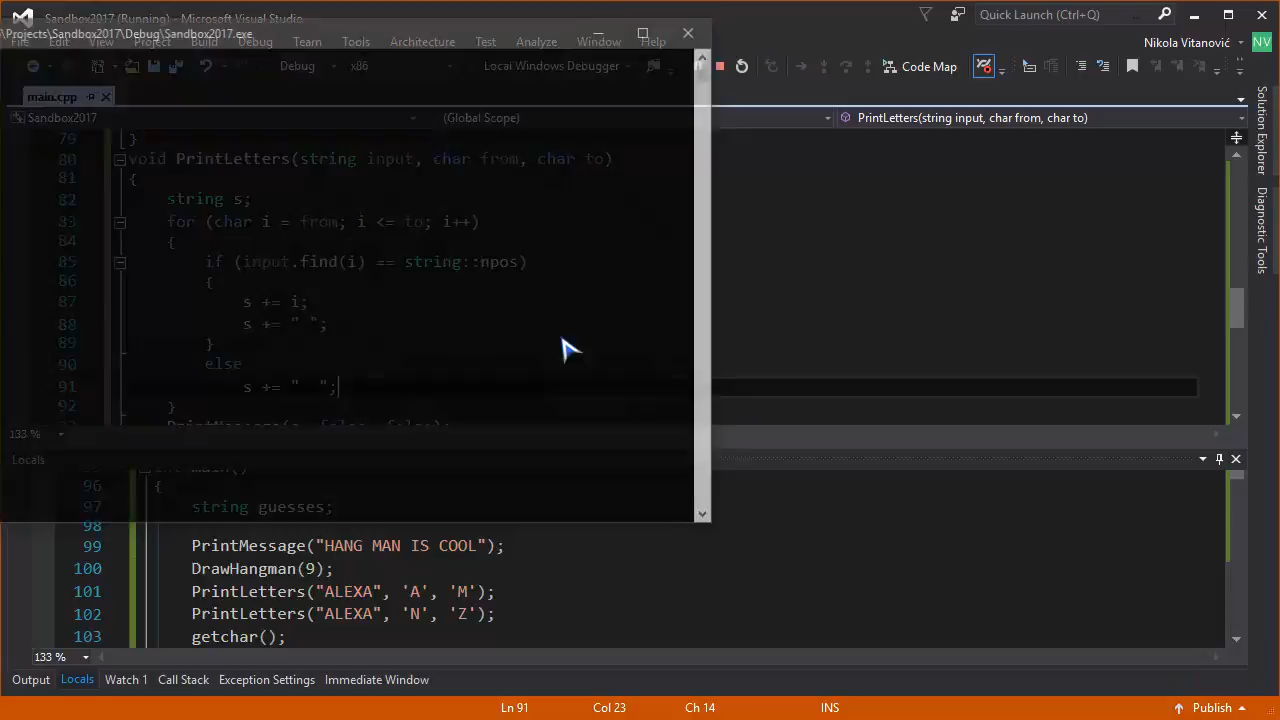 Sandbox2017 (Running) - Microsoft Visual Studio
Quick Launch (Ctrl+Q)
\Projects\Sandbox2017\Debug\Sandbox2017.exe
File Edit View Project Build Debug Team Tools Architecture Test Analyze Window Help
Nikola Vitanović NV
Debug x86 Local Windows Debugger Code Map
main.cpp
Sandbox2017 (Global Scope) PrintLetters(string input, char from, char to)
79 }
80 void PrintLetters(string input, char from, char to)
81 {
82 string s;
83 for (char i = from; i <= to; i++)
84 {
85 if (input.find(i) == string::npos)
86 {
87 s += i;
88 s += " ";
89 }
90 else
91 s += "  ";
92 }
133 %
Locals
96 {
97 string guesses;
98
99 PrintMessage("HANG MAN IS COOL");
100 DrawHangman(9);
101 PrintLetters("ALEXA", 'A', 'M');
102 PrintLetters("ALEXA", 'N', 'Z');
103 getchar();
133 %
Output Locals Watch 1 Call Stack Exception Settings Immediate Window
Ln 91 Col 23 Ch 14 INS Publish
Solution Explorer
Diagnostic Tools